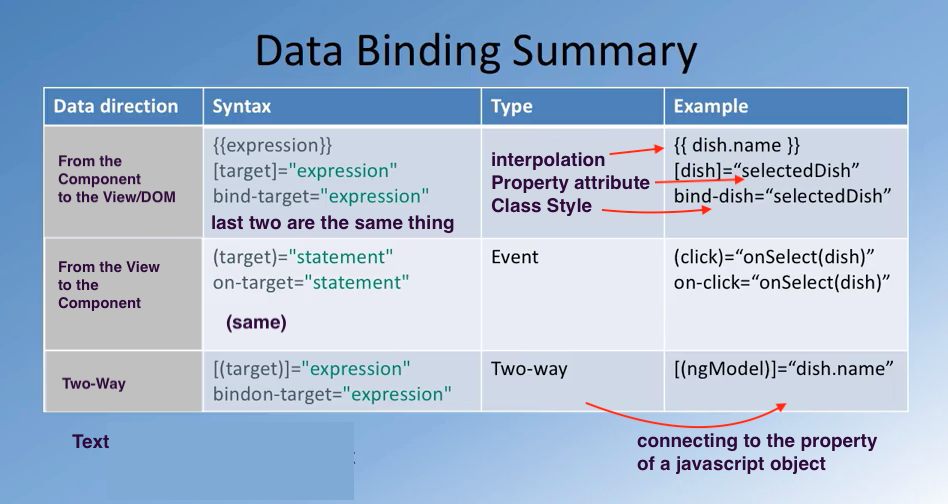 Data Binding Summary
Data direction Syntax Type Example
From the
Component
to the View/DOM
{{expression}}
[target]="expression"
bind-target="expression"
last two are the same thing
interpolation
Property attribute
Class Style
{{ dish.name }}
[dish]=“selectedDish”
bind-dish=“selectedDish”
From the View
to the
Component
(target)="statement"
on-target="statement"
(same)
Event
(click)=“onSelect(dish)”
on-click=“onSelect(dish)”
Two-Way
[(target)]="expression"
bindon-target="expression"
Two-way
[(ngModel)]=“dish.name”
Text
connecting to the property
of a javascript object